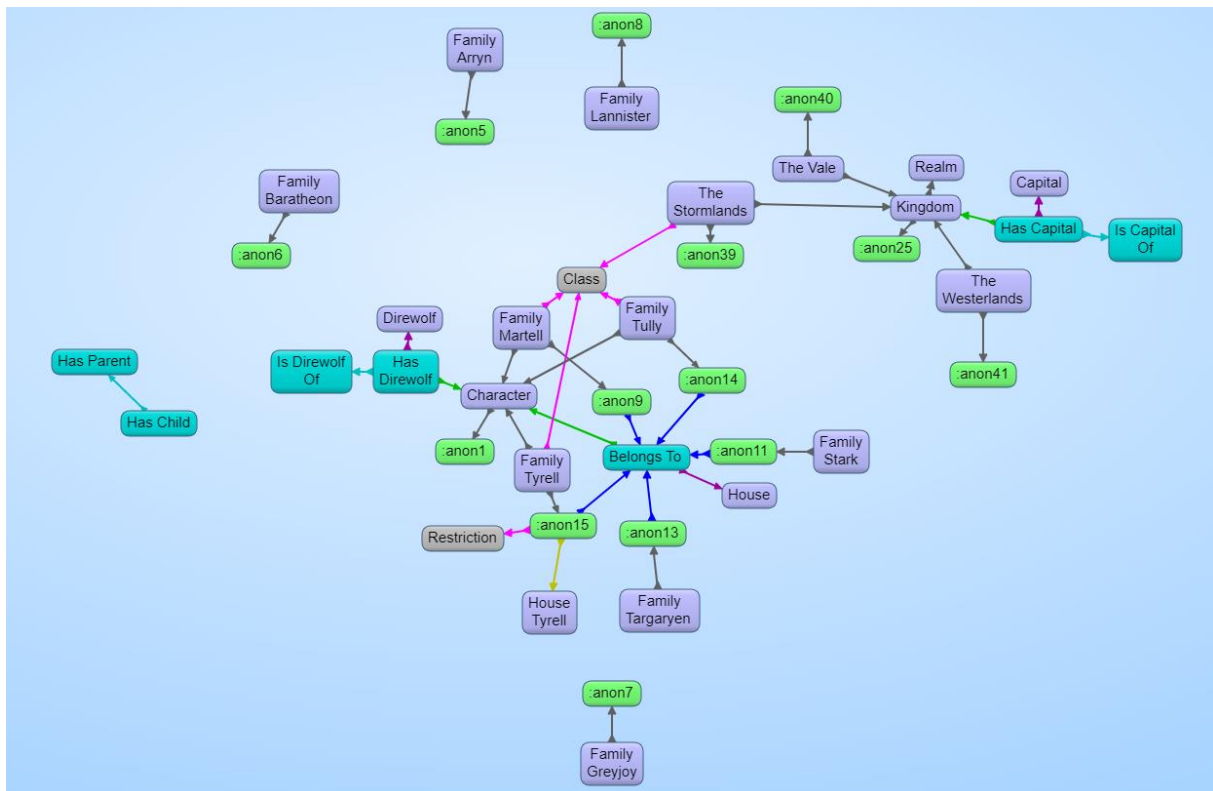 :anon8
Family
Arryn
Family
Lannister
:anon40
:anon5
The Vale
Realm
Capital
Family
Baratheon
The
Stormlands
Kingdom
Has Capital
Is Capital
Of
:anon6
:anon39
:anon25
Class
The
Westerlands
Direwolf
Family
Martell
Family
Tully
Has Parent
Is Direwolf
Of
Has
Direwolf
:anon41
:anon14
Character
:anon9
Has Child
:anon1
Belongs To
:anon11
Family
Stark
Family
Tyrell
House
:anon15
Restriction
:anon13
House
Tyrell
Family
Targaryen
:anon7
Family
Greyjoy